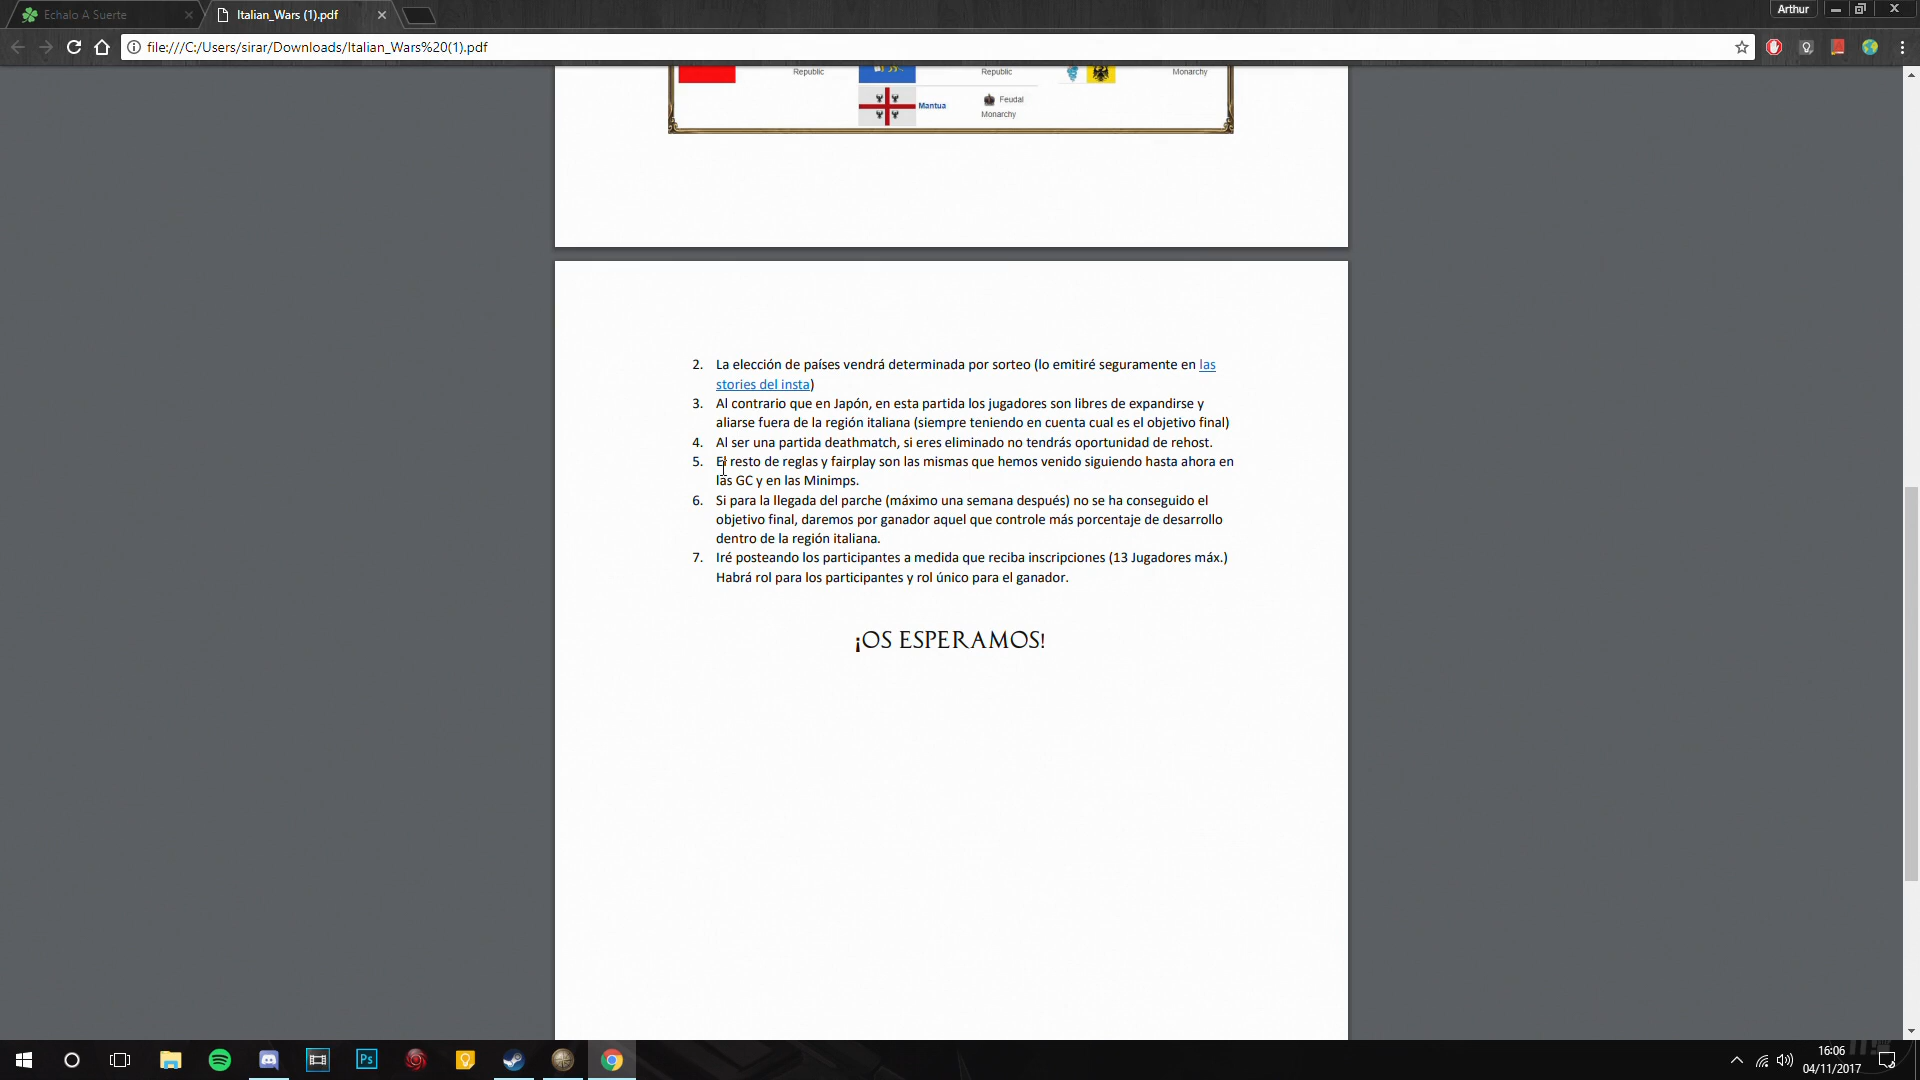 Echalo A Suerte
Italian_Wars (1).pdf
Arthur
file:///C:/Users/sirar/Downloads/Italian_Wars%20(1).pdf
Republic
Republic
Monarchy
Mantua
Feudal
Monarchy
2. La elección de países vendrá determinada por sorteo (lo emitiré seguramente en las
stories del insta)
3. Al contrario que en Japón, en esta partida los jugadores son libres de expandirse y
aliarse fuera de la región italiana (siempre teniendo en cuenta cual es el objetivo final)
4. Al ser una partida deathmatch, si eres eliminado no tendrás oportunidad de rehost.
5. El resto de reglas y fairplay son las mismas que hemos venido siguiendo hasta ahora en
las GC y en las Minimps.
6. Si para la llegada del parche (máximo una semana después) no se ha conseguido el
objetivo final, daremos por ganador aquel que controle más porcentaje de desarrollo
dentro de la región italiana.
7. Iré posteando los participantes a medida que reciba inscripciones (13 Jugadores máx.)
Habrá rol para los participantes y rol único para el ganador.
¡OS ESPERAMOS!
Ps
16:06
04/11/2017